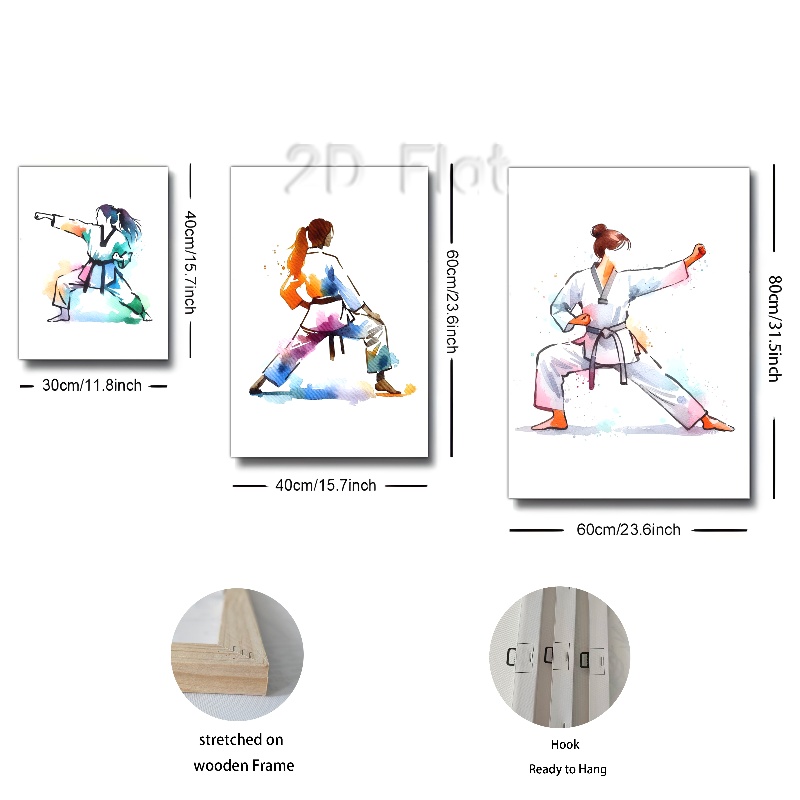 2D Flat
40cm/15.7inch
30cm/11.8inch
60cm/23.6inch
40cm/15.7inch
80cm/31.5inch
60cm/23.6inch
stretched on
wooden Frame
Hook
Ready to Hang